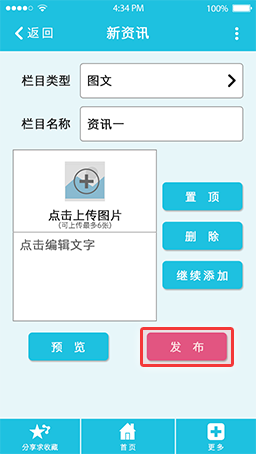 4:34 PM
100%
返回
新资讯
栏目类型
图文
栏目名称
资讯一
点击上传图片
(可上传最多6张)
点击编辑文字
置 顶
删 除
继续添加
预 览
发 布
分享求收藏
首页
更多